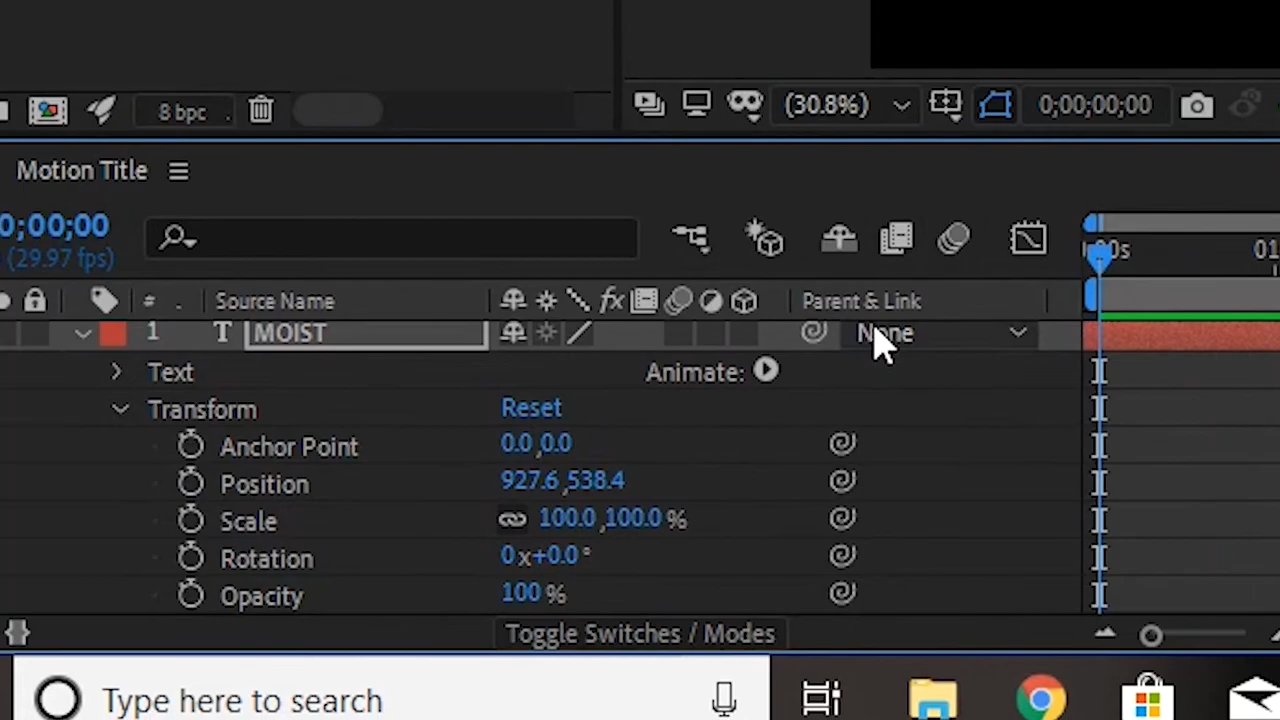 8 bpc
(30.8%)
0;00;00;00
Motion Title
0;00;00
(29.97 fps)
00s
01
# . Source Name
fx
Parent & Link
1 T MOIST
None
Text
Animate:
Transform
Reset
Anchor Point
0.0,0.0
Position
927.6,538.4
Scale
100.0,100.0%
Rotation
0x+0.0°
Opacity
100%
Toggle Switches / Modes
Type here to search